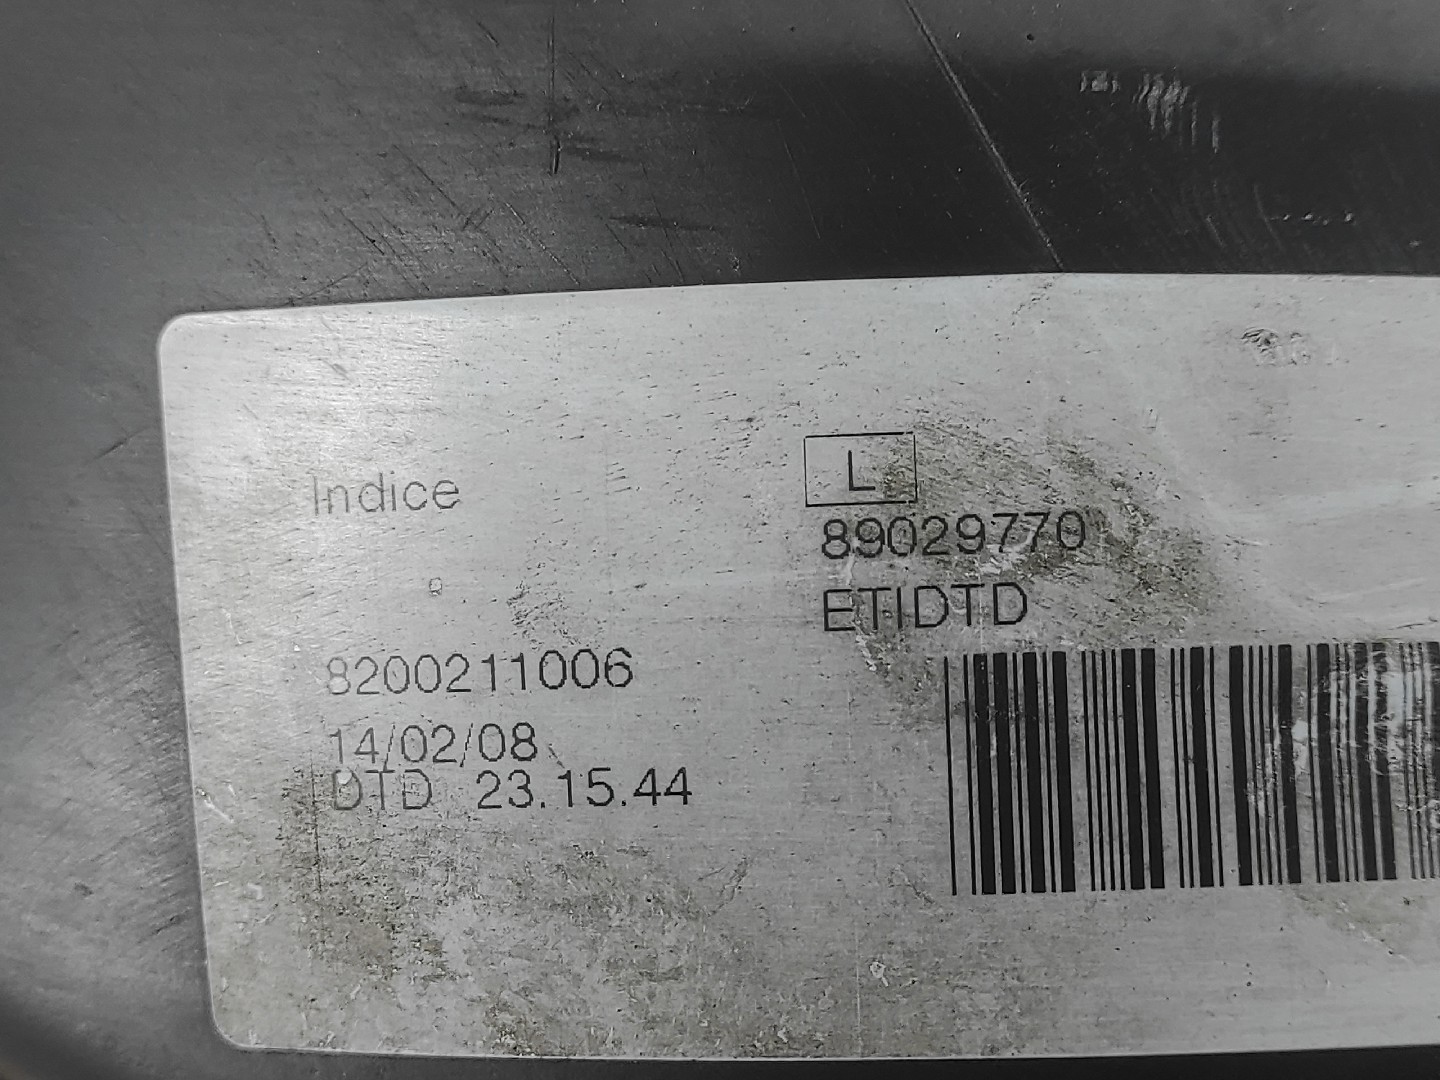 Indice
L
89029770
ETIDTD
8200211006
14/02/08
DTD 23.15.44